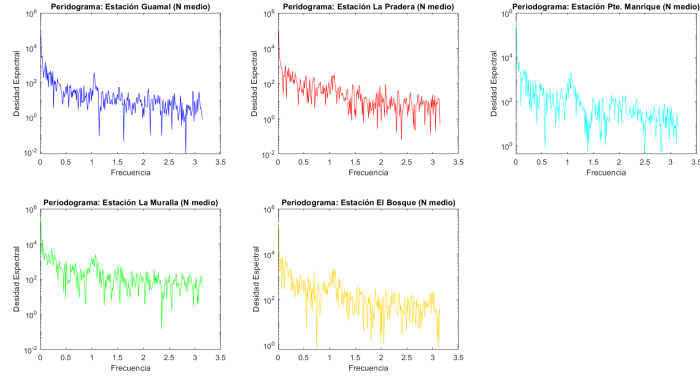 Peridograma: Estación Guamal (N medio)
Desidad Espectral
10^6
10^4
10^2
10^0
10^-2
0 0.5 1 1.5 2 2.5 3 3.5
Frecuencia
Periodograma: Estación La Pradera (N medio)
Desidad Espectral
10^6
10^4
10^2
10^0
10^-2
0 0.5 1 1.5 2 2.5 3 3.5
Frecuencia
Periodograma: Estación Pte. Manrique (N medio)
Desidad Espectral
10^6
10^4
10^2
10^0
0 0.5 1 1.5 2 2.5 3 3.5
Frecuencia
Periodograma: Estación La Muralla (N medio)
Desidad Espectral
10^6
10^4
10^2
10^0
10^-2
0 0.5 1 1.5 2 2.5 3 3.5
Frecuencia
Periodograma: Estación El Bosque (N medio)
Desidad Espectral
10^6
10^4
10^2
10^0
0 0.5 1 1.5 2 2.5 3 3.5
Frecuencia